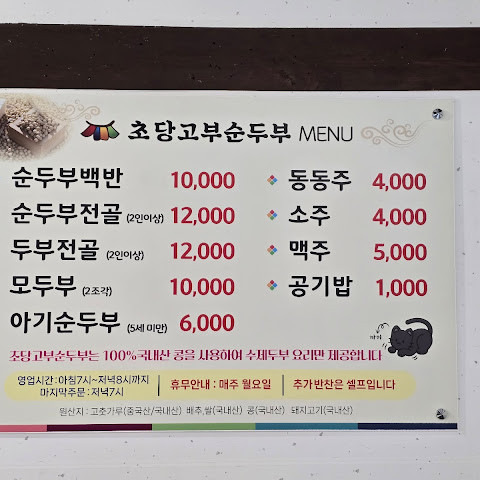 초당고부순두부 MENU
순두부백반 10,000
순두부전골 (2인이상) 12,000
두부전골 (2인이상) 12,000
모두부 (2조각) 10,000
아기순두부 (5세 미만) 6,000
동동주 4,000
소주 4,000
맥주 5,000
공기밥 1,000
초당고부순두부는 100%국내산 콩을 사용하여 수제두부 요리만 제공합니다
영업시간 : 아침7시~저녁8시까지
마지막주문 : 저녁7시
휴무안내 : 매주 월요일
추가반찬은 셀프입니다
원산지 : 고춧가루(중국산/국내산) 배추,쌀(국내산) 콩(국내산) 돼지고기(국내산)